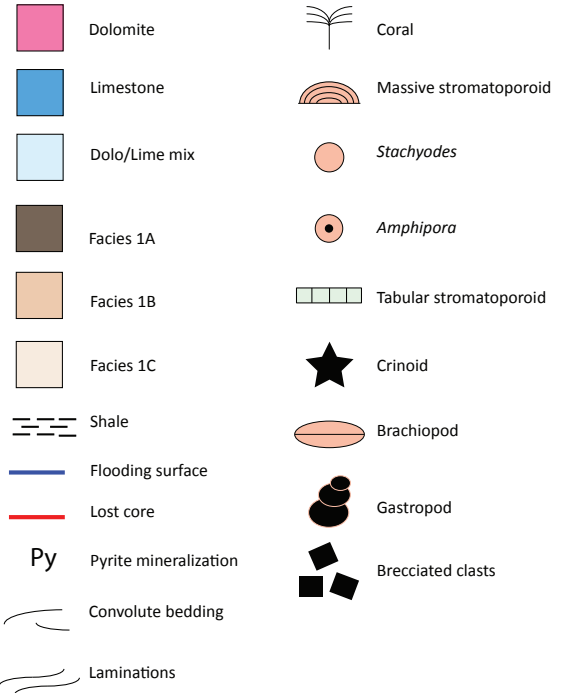 Dolomite
Limestone
Dolo/Lime mix
Facies 1A
Facies 1B
Facies 1C
Shale
Flooding surface
Lost core
Py Pyrite mineralization
Convolute bedding
Laminations
Coral
Massive stromatoporoid
Stachyodes
Amphipora
Tabular stromatoporoid
Crinoid
Brachiopod
Gastropod
Brecciated clasts